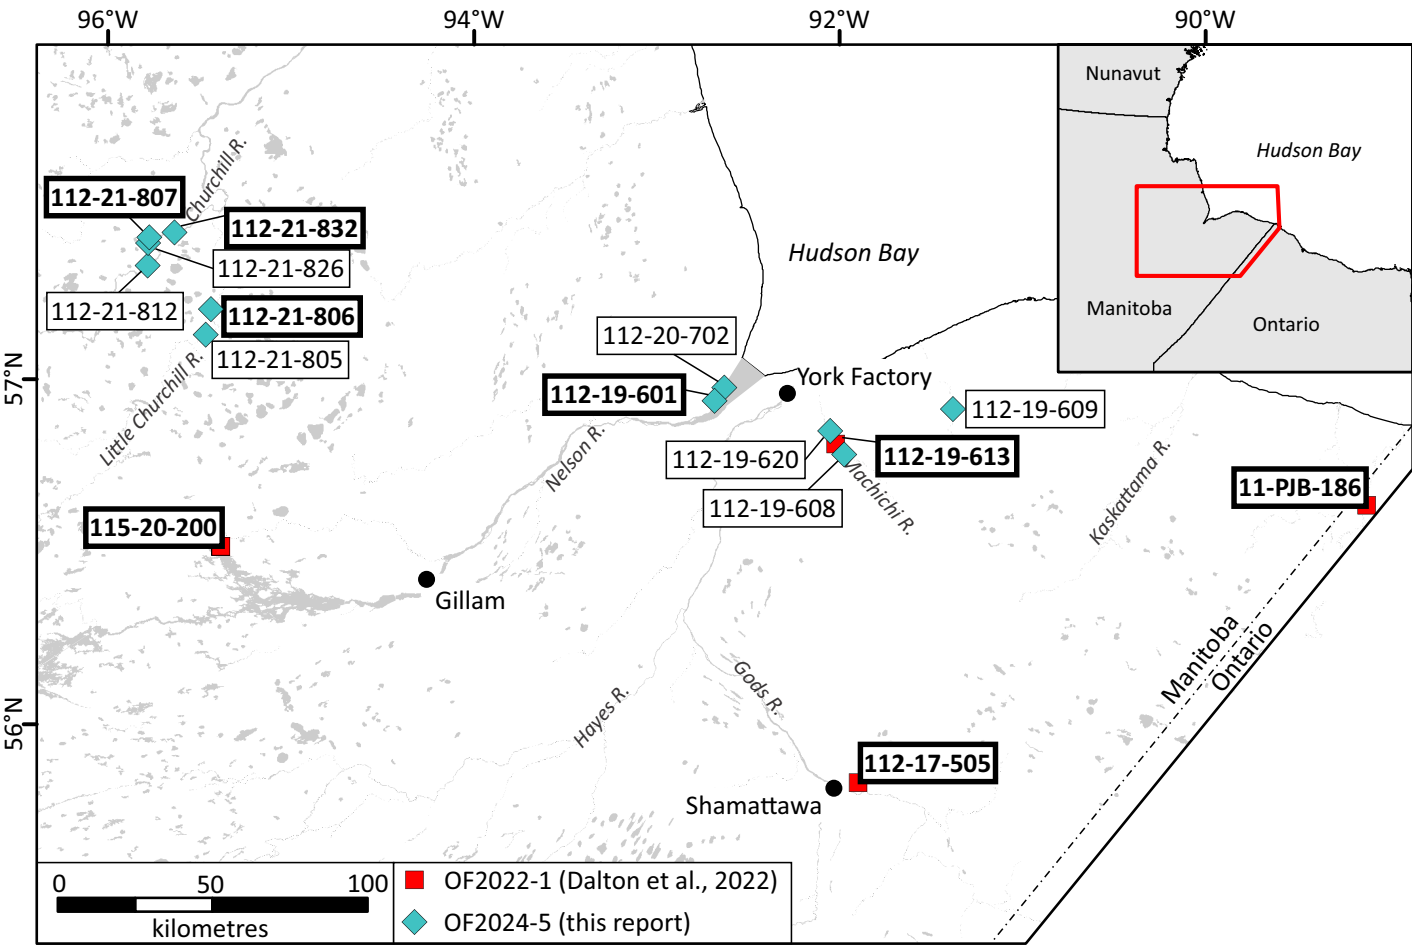 96°W
94°W
92°W
90°W
Nunavut
Hudson Bay
Manitoba
Ontario
Churchill R.
112-21-807
112-21-832
112-21-826
112-21-812
112-21-806
112-21-805
Little Churchill R.
Hudson Bay
57°N
112-20-702
112-19-601
York Factory
112-19-609
112-19-620
112-19-613
112-19-608
Machichi R.
Nelson R.
Kaskattama R.
11-PJB-186
115-20-200
Gillam
Manitoba
Ontario
Gods R.
Hayes R.
56°N
112-17-505
Shamattawa
0 50 100
kilometres
OF2022-1 (Dalton et al., 2022)
OF2024-5 (this report)